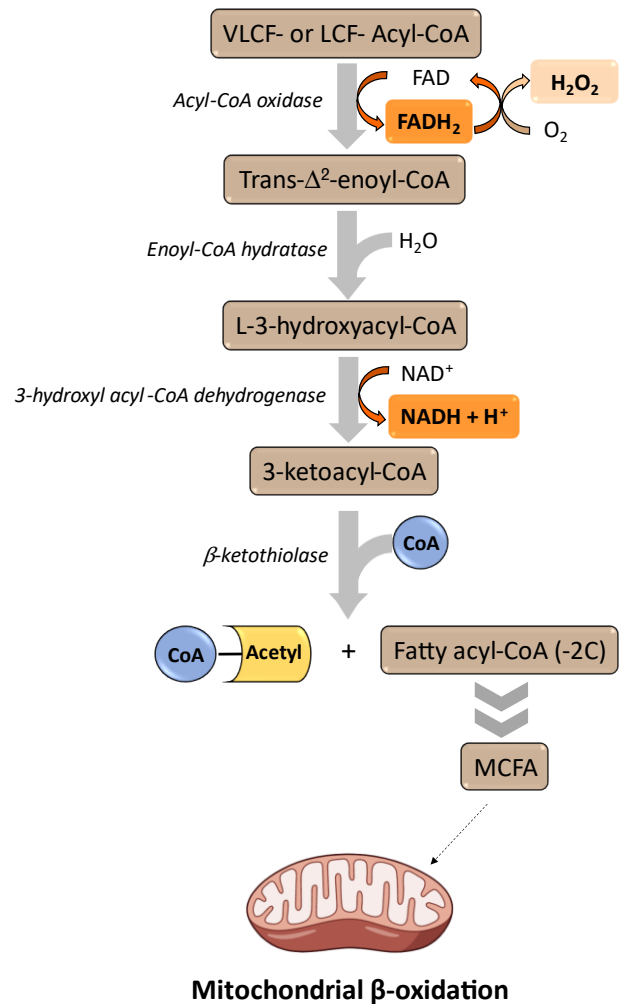 VLCF- or LCF- Acyl-CoA
Acyl-CoA oxidase
FAD
FADH₂
H₂O₂
O₂
Trans-Δ²-enoyl-CoA
Enoyl-CoA hydratase
H₂O
L-3-hydroxyacyl-CoA
3-hydroxyl acyl-CoA dehydrogenase
NAD⁺
NADH + H⁺
3-ketoacyl-CoA
β-ketothiolase
CoA
CoA
Acetyl
+
Fatty acyl-CoA (-2C)
MCFA
Mitochondrial β-oxidation